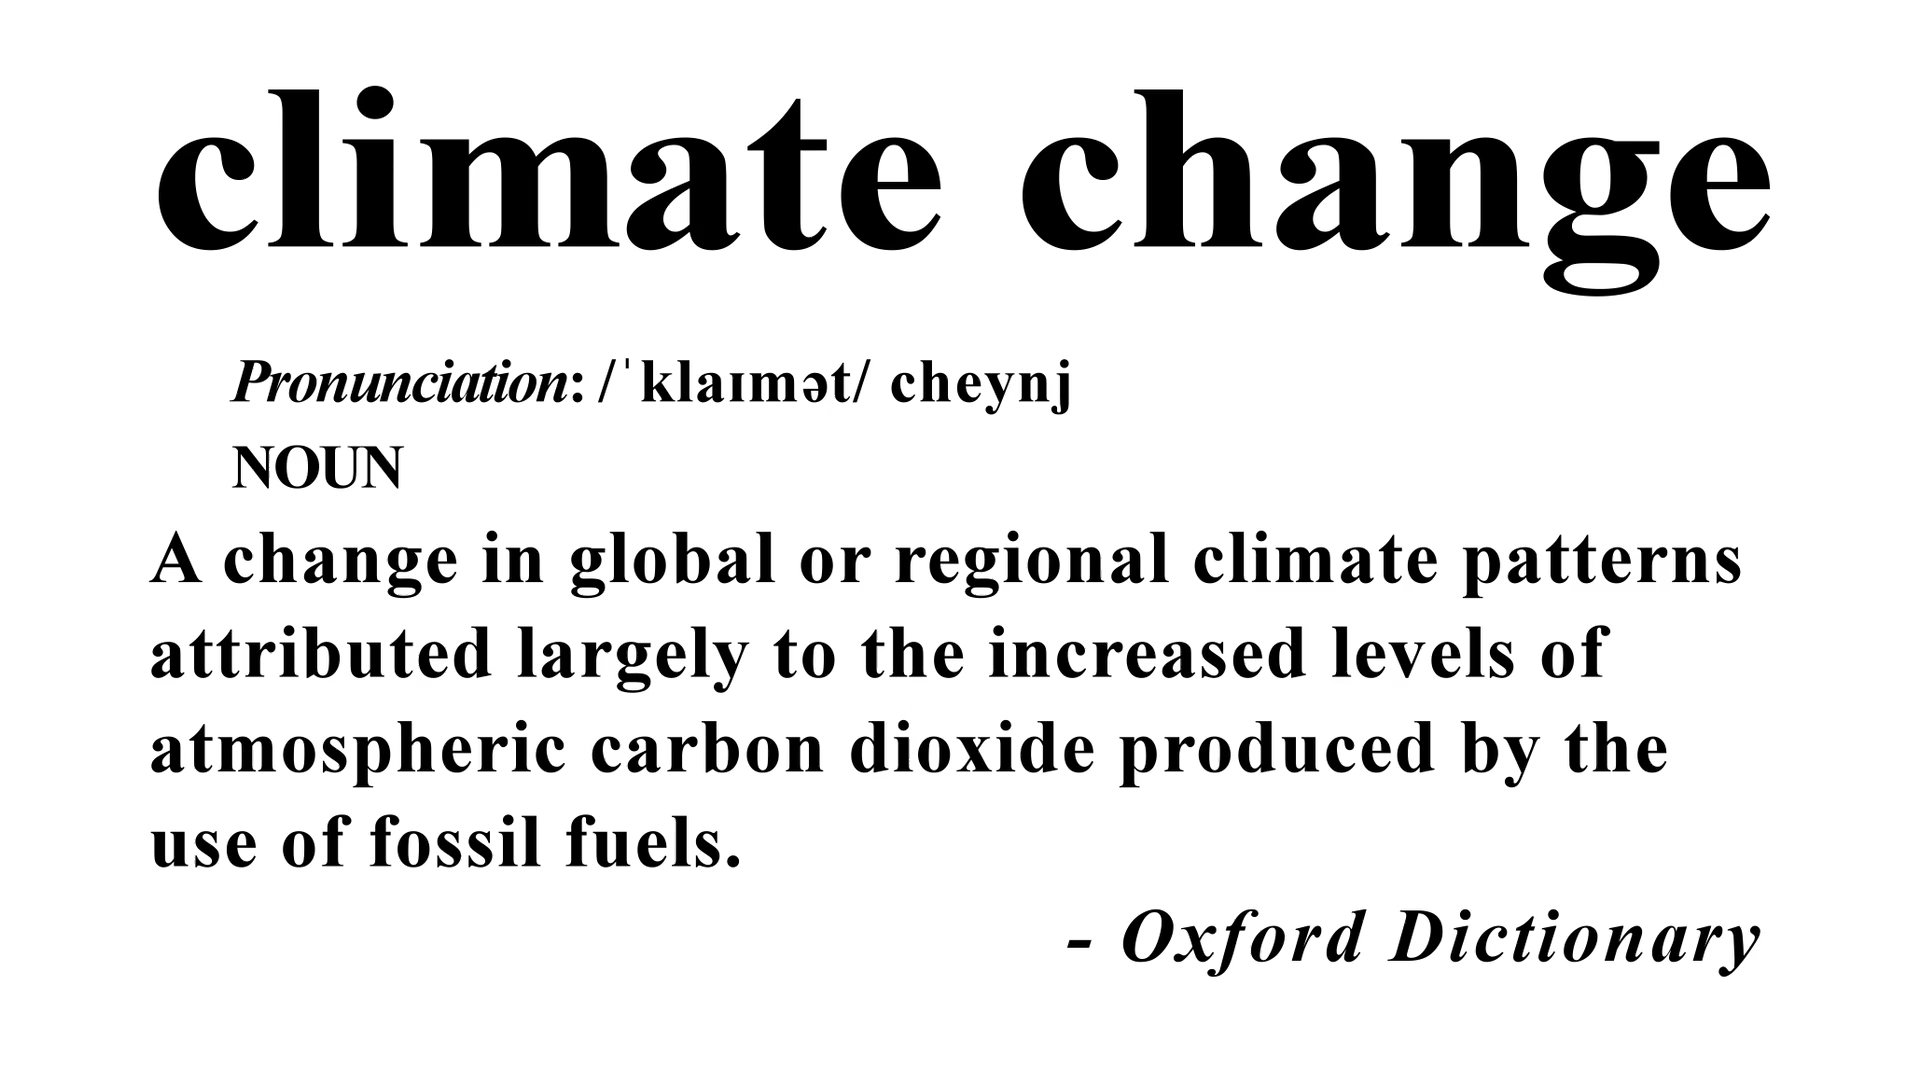 climate change
Pronunciation: /ˈklaɪmət/ cheynj
NOUN
A change in global or regional climate patterns
attributed largely to the increased levels of
atmospheric carbon dioxide produced by the
use of fossil fuels.
- Oxford Dictionary